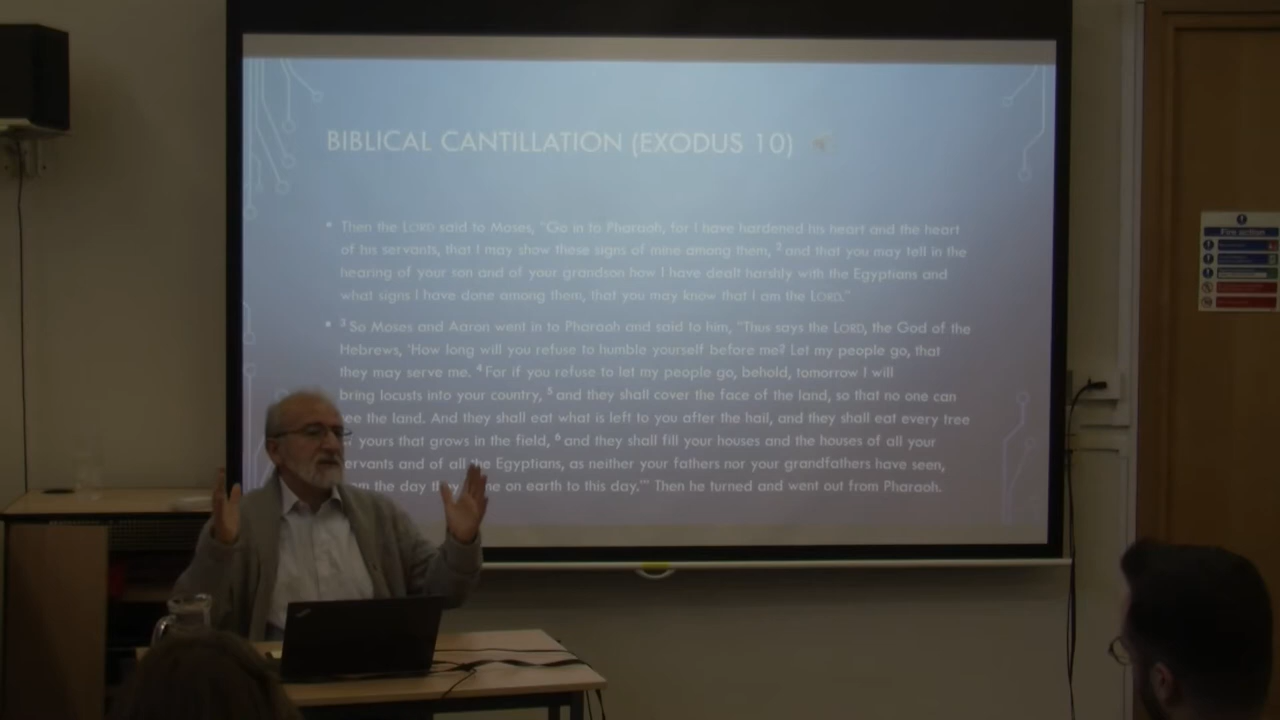 BIBLICAL CANTILLATION (EXODUS 10)
Then the LORD said to Moses, "Go in to Pharaoh, for I have hardened his heart and the heart
of his servants, that I may show these signs of mine among them, 2 and that you may tell in the
hearing of your son and of your grandson how I have dealt harshly with the Egyptians and
what signs I have done among them, that you may know that I am the LORD."
3 So Moses and Aaron went in to Pharaoh and said to him, "Thus says the LORD, the God of the
Hebrews, 'How long will you refuse to humble yourself before me? Let my people go, that
they may serve me. 4 For if you refuse to let my people go, behold, tomorrow I will
bring locusts into your country, 5 and they shall cover the face of the land, so that no one can
ee the land. And they shall eat what is left to you after the hail, and they shall eat every tree
yours that grows in the field, 6 and they shall fill your houses and the houses of all your
ervants and of all the Egyptians, as neither your fathers nor your grandfathers have seen,
the day on earth to this day.'" Then he turned and went out from Pharaoh.
Fire action